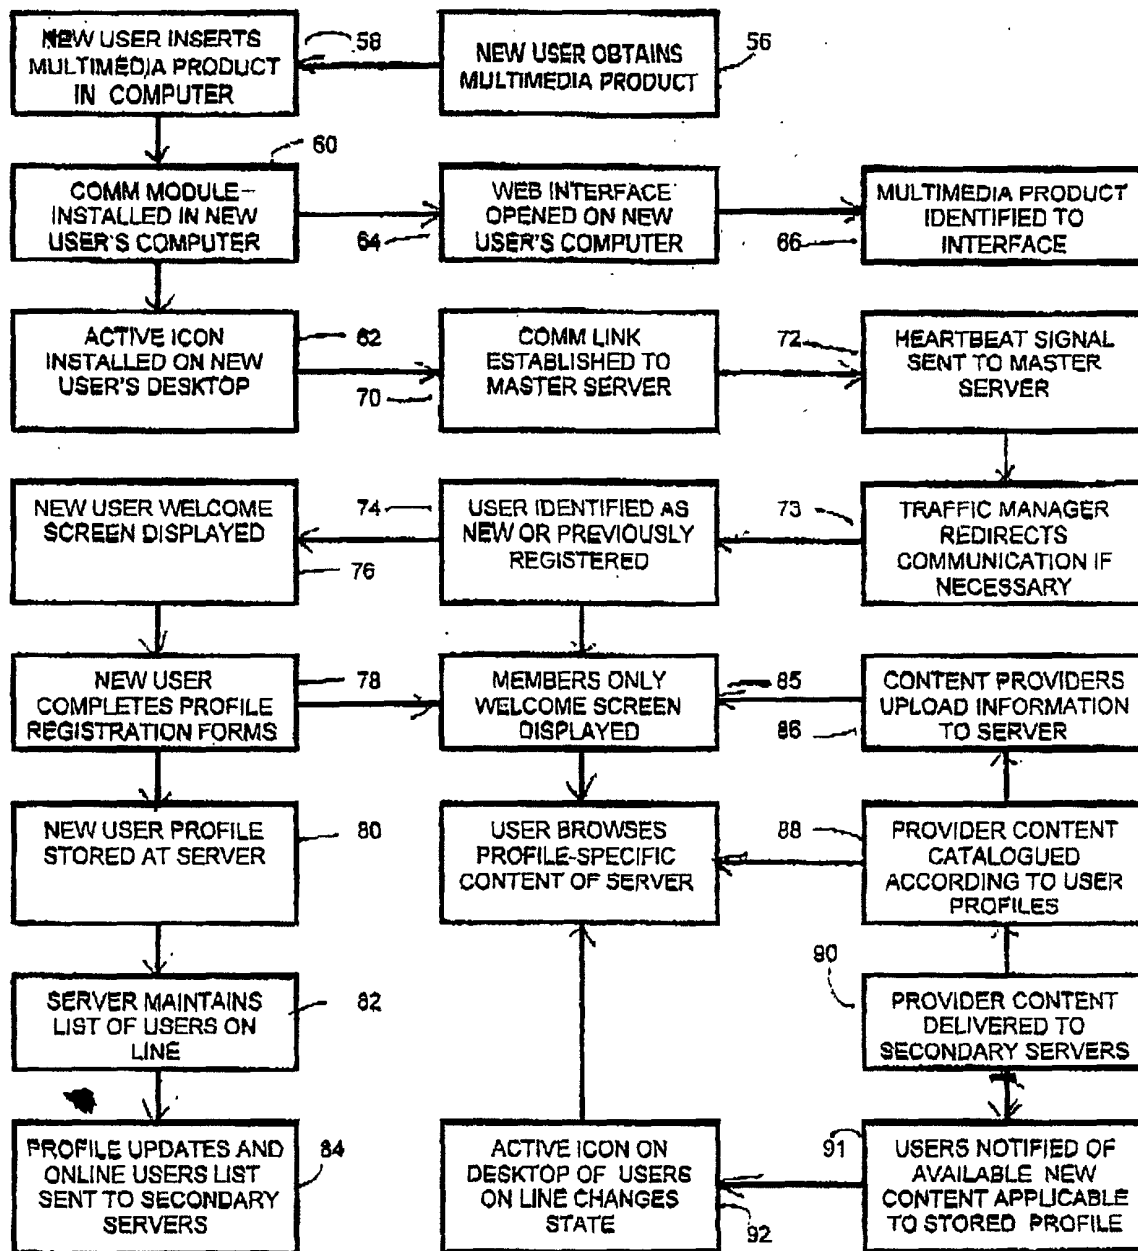 NEW USER INSERTS
MULTIMEDIA PRODUCT
IN COMPUTER
58
NEW USER OBTAINS
MULTIMEDIA PRODUCT
56
60
COMM MODULE-
INSTALLED IN NEW
USER'S COMPUTER
64
WEB INTERFACE
OPENED ON NEW
USER'S COMPUTER
66
MULTIMEDIA PRODUCT
IDENTIFIED TO
INTERFACE
ACTIVE ICON
INSTALLED ON NEW
USER'S DESKTOP
62
70
COMM LINK
ESTABLISHED TO
MASTER SERVER
72
HEARTBEAT SIGNAL
SENT TO MASTER
SERVER
NEW USER WELCOME
SCREEN DISPLAYED
74
76
USER IDENTIFIED AS
NEW OR PREVIOUSLY
REGISTERED
73
TRAFFIC MANAGER
REDIRECTS
COMMUNICATION IF
NECESSARY
NEW USER
COMPLETES PROFILE
REGISTRATION FORMS
78
MEMBERS ONLY
WELCOME SCREEN
DISPLAYED
85
86
CONTENT PROVIDERS
UPLOAD INFORMATION
TO SERVER
NEW USER PROFILE
STORED AT SERVER
80
USER BROWSES
PROFILE-SPECIFIC
CONTENT OF SERVER
88
PROVIDER CONTENT
CATALOGUED
ACCORDING TO USER
PROFILES
SERVER MAINTAINS
LIST OF USERS ON
LINE
82
90
PROVIDER CONTENT
DELIVERED TO
SECONDARY SERVERS
PROFILE UPDATES AND
ONLINE USERS LIST
SENT TO SECONDARY
SERVERS
84
ACTIVE ICON ON
DESKTOP OF USERS
ON LINE CHANGES
STATE
91
92
USERS NOTIFIED OF
AVAILABLE NEW
CONTENT APPLICABLE
TO STORED PROFILE